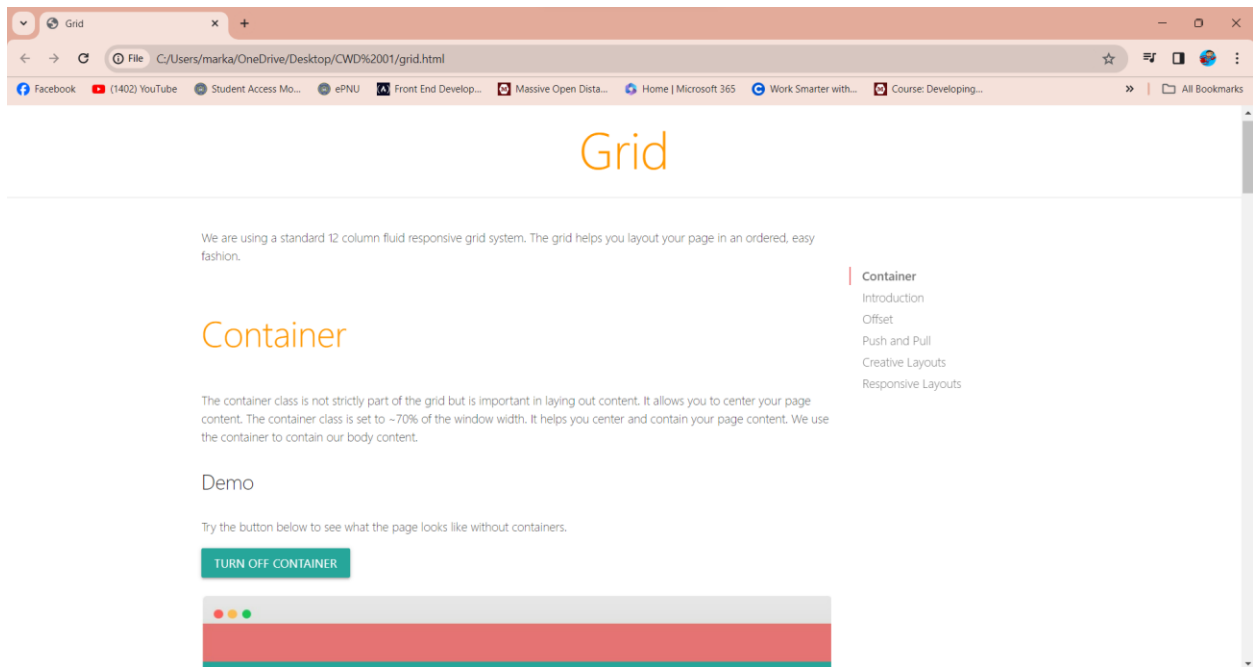 Grid
File C:/Users/marka/OneDrive/Desktop/CWD%2001/grid.html
Facebook (1402) YouTube Student Access Mo... ePNU Front End Develop... Massive Open Dista... Home | Microsoft 365 Work Smarter with... Course: Developing... » All Bookmarks
Grid
We are using a standard 12 column fluid responsive grid system. The grid helps you layout your page in an ordered, easy
fashion.
Container
Introduction
Offset
Push and Pull
Creative Layouts
Responsive Layouts
Container
The container class is not strictly part of the grid but is important in laying out content. It allows you to center your page
content. The container class is set to ~70% of the window width. It helps you center and contain your page content. We use
the container to contain our body content.
Demo
Try the button below to see what the page looks like without containers.
TURN OFF CONTAINER